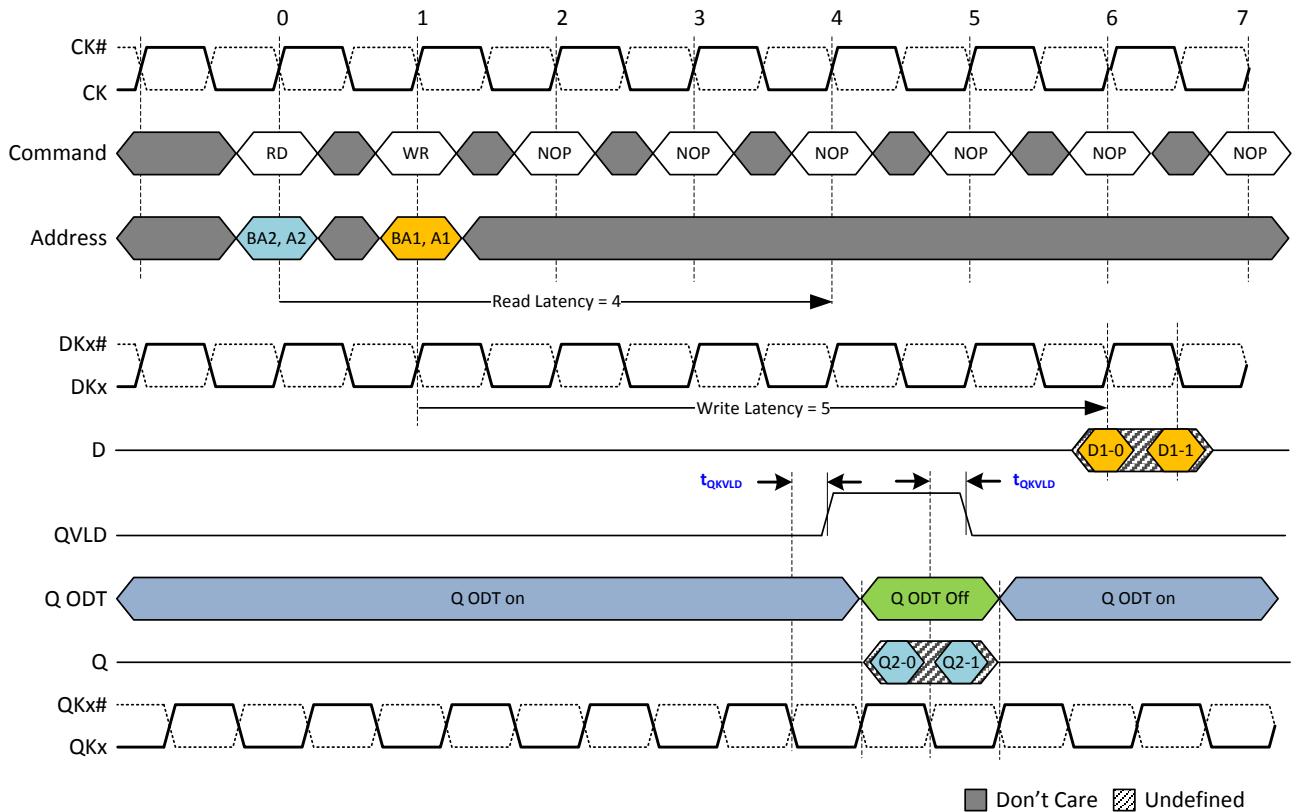 0 1 2 3 4 5 6 7
CK#
CK
Command RD WR NOP NOP NOP NOP NOP NOP
Address BA2, A2 BA1, A1
Read Latency = 4
DKx#
DKx
Write Latency = 5
D D1-0 D1-1
tQKVLD tQKVLD
QVLD
Q ODT Q ODT on Q ODT Off Q ODT on
Q Q2-0 Q2-1
QKx#
QKx
Don't Care Undefined